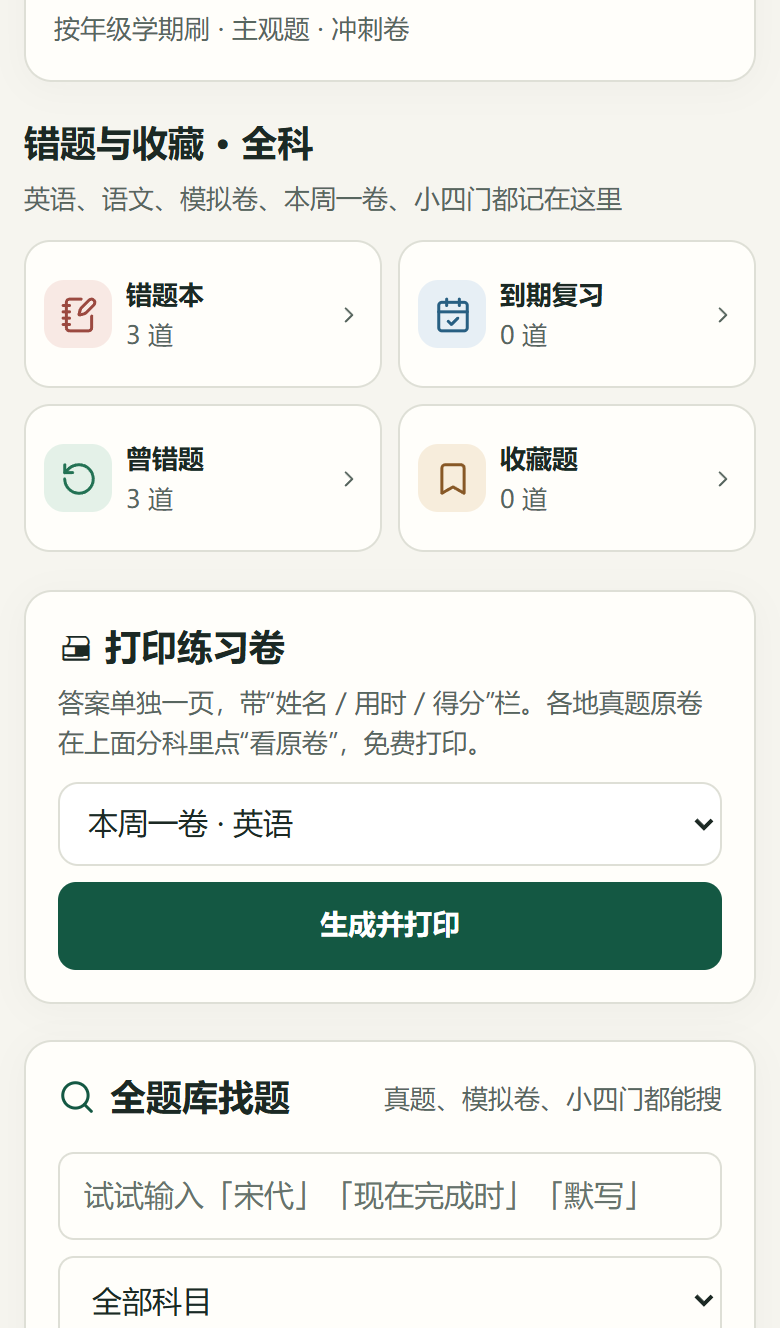 按年级学期刷 · 主观题 · 冲刺卷
错题与收藏 • 全科
英语、语文、模拟卷、本周一卷、小四门都记在这里
错题本
3 道
到期复习
0 道
曾错题
3 道
收藏题
0 道
打印练习卷
答案单独一页，带“姓名 / 用时 / 得分”栏。各地真题原卷
在上面分科里点“看原卷”，免费打印。
本周一卷 · 英语
生成并打印
全题库找题
真题、模拟卷、小四门都能搜
试试输入「宋代」「现在完成时」「默写」
全部科目